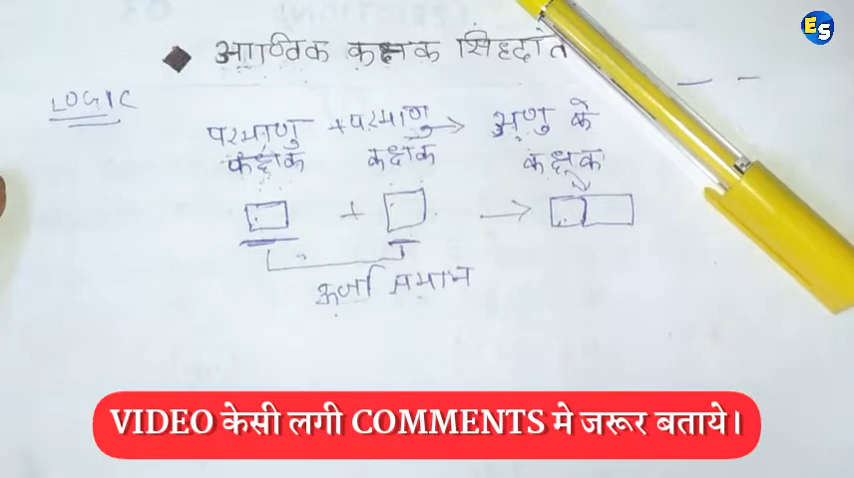 ES
आण्विक कक्षक सिद्धांत
LOGIC
परमाणु + परमाणु → अणु के
कक्षक कक्षक कक्षक
+ →
ऊर्जा समान
VIDEO केसी लगी COMMENTS मे जरूर बताये।